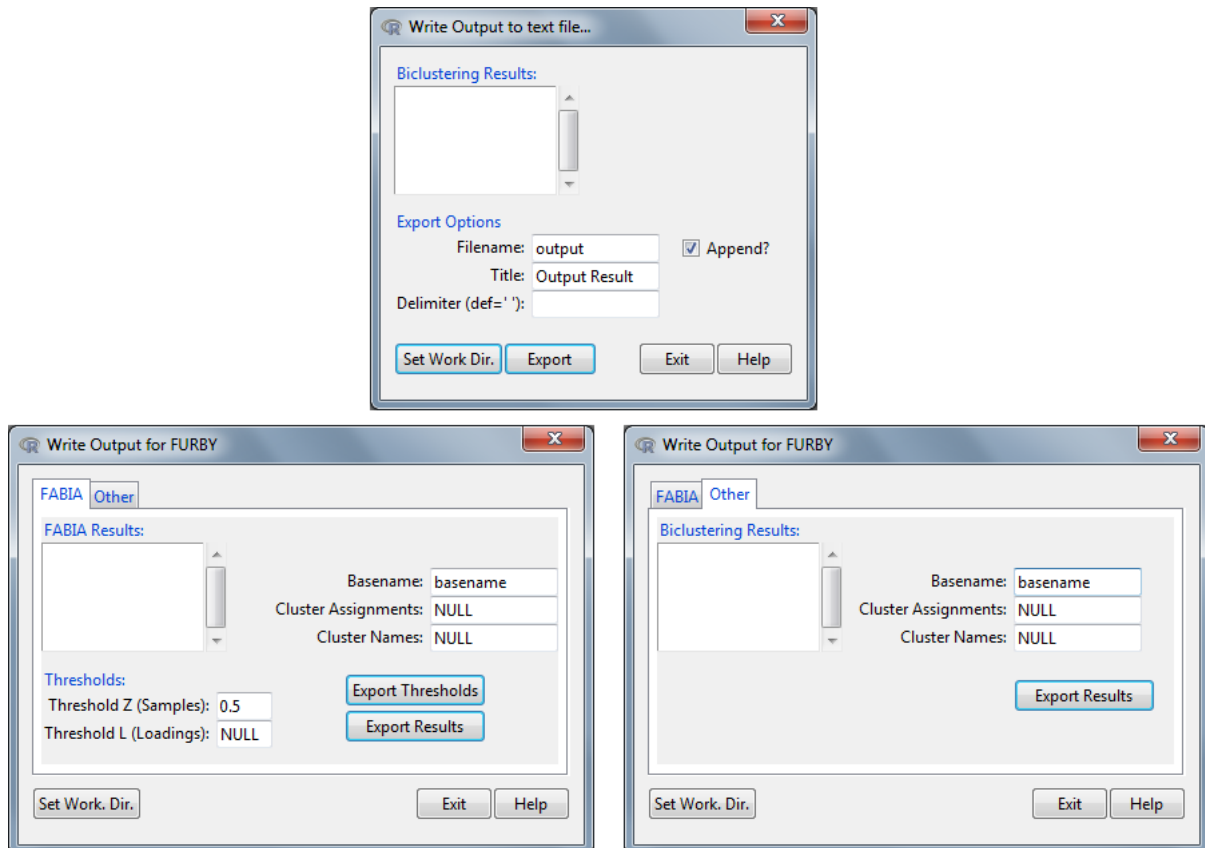 Write Output to text file...
Biclustering Results:
Export Options
Filename: output Append?
Title: Output Result
Delimiter (def=' '):
Set Work Dir. Export Exit Help
Write Output for FURBY
FABIA Other
FABIA Results:
Basename: basename
Cluster Assignments: NULL
Cluster Names: NULL
Thresholds:
Threshold Z (Samples): 0.5
Threshold L (Loadings): NULL
Export Thresholds
Export Results
Set Work. Dir. Exit Help
Write Output for FURBY
FABIA Other
Biclustering Results:
Basename: basename
Cluster Assignments: NULL
Cluster Names: NULL
Export Results
Set Work. Dir. Exit Help